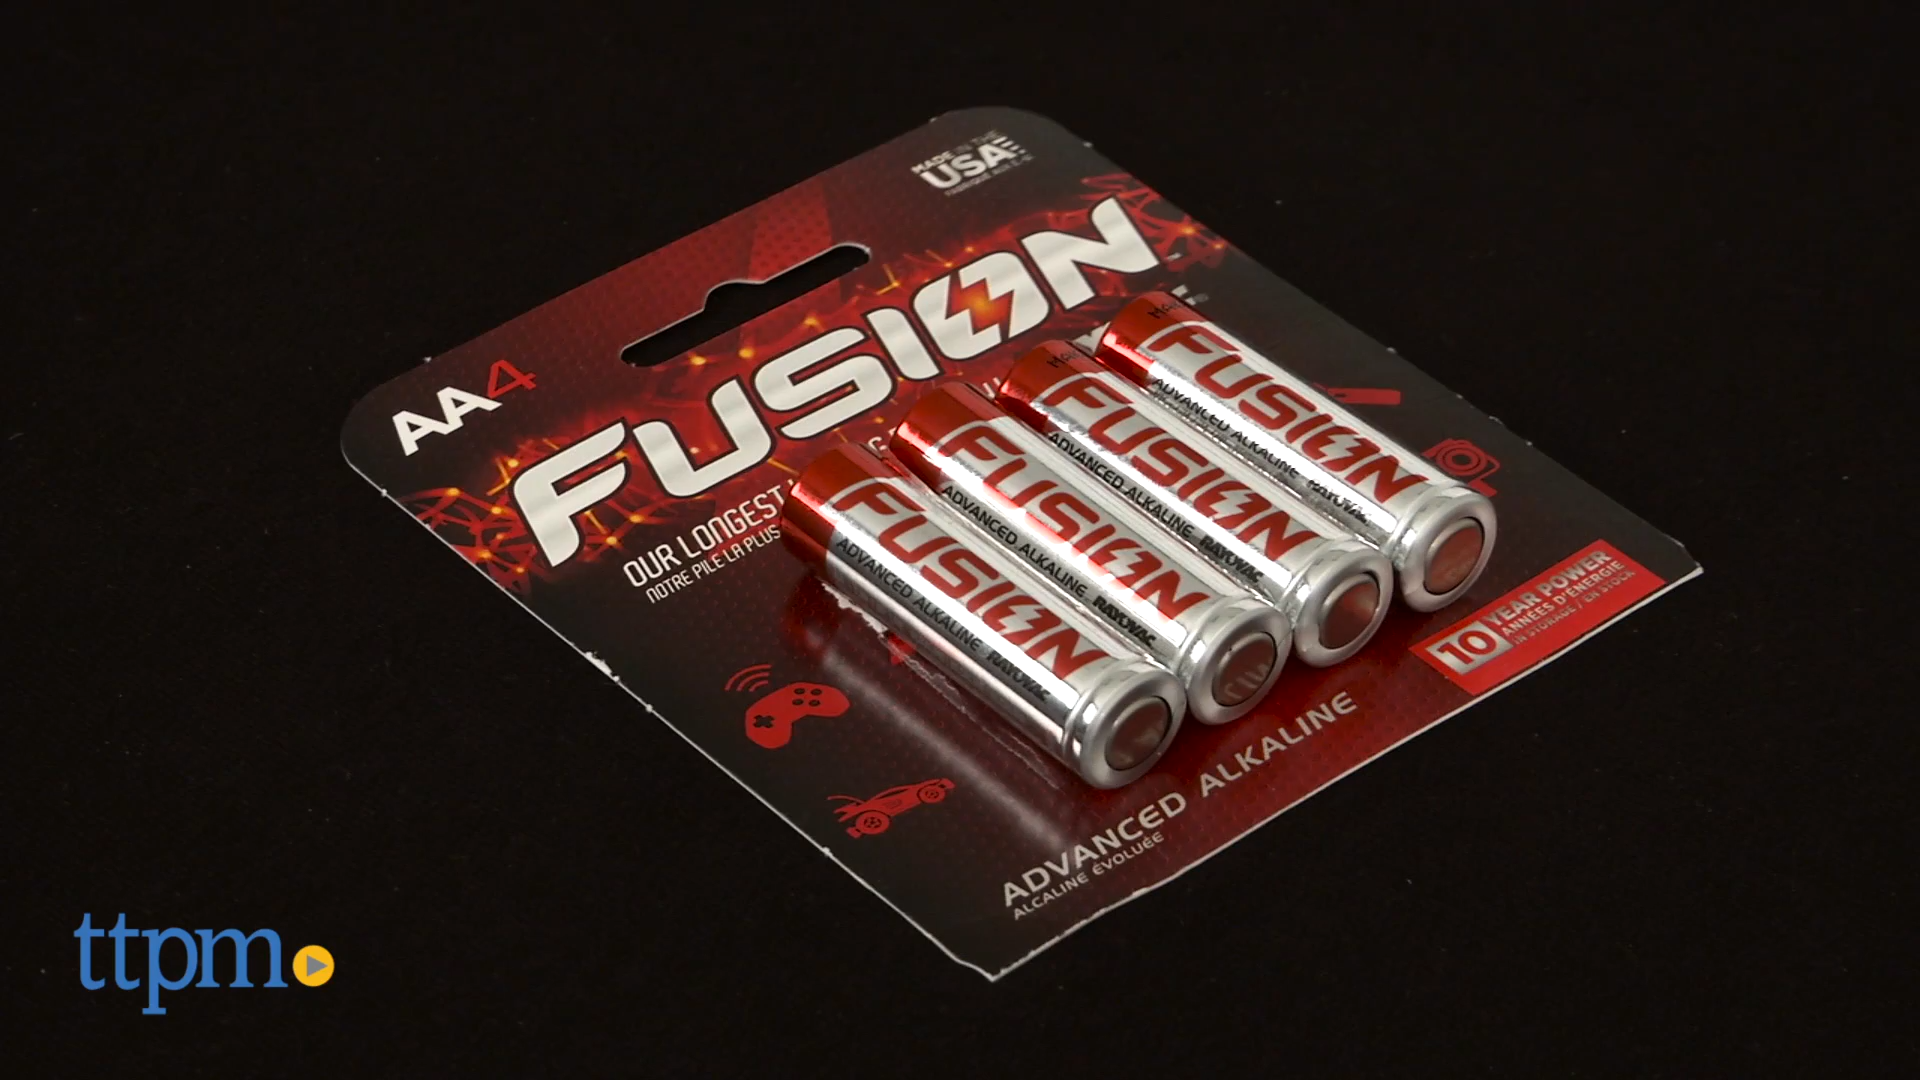 MADE IN THE
USA
AA4
FUSION
OUR LONGEST
NOTRE PILE LA PLUS
FUSION
ADVANCED ALKALINE RAYOVAC
FUSION
ADVANCED ALKALINE RAYOVAC
FUSION
ADVANCED ALKALINE RAYOVAC
FUSION
ADVANCED ALKALINE RAYOVAC
10 YEAR POWER
ANNÉES D'ÉNERGIE
IN STORAGE / EN STOCK
ADVANCED ALKALINE
ALCALINE ÉVOLUÉE
ttpm